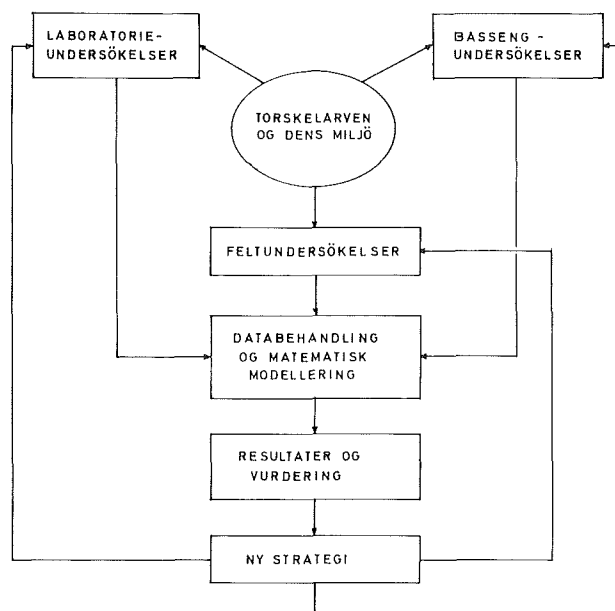 LABORATORIE-
UNDERSÖKELSER
BASSENG -
UNDERSÖKELSER
TORSKELARVEN
OG DENS MILJÖ
FELTUNDERSÖKELSER
DATABEHANDLING
OG MATEMATISK
MODELLERING
RESULTATER OG
VURDERING
NY STRATEGI